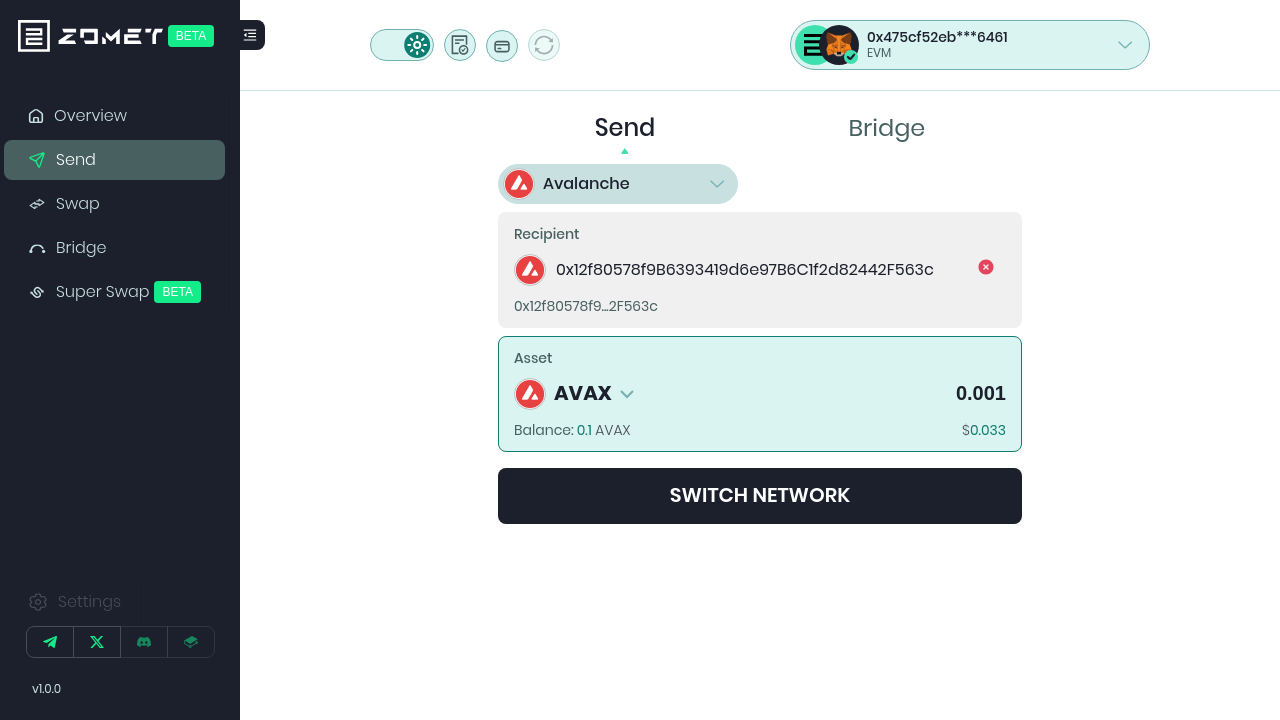 ZOMET BETA
Overview
Send
Swap
Bridge
Super Swap BETA
Settings
v1.0.0
0x475cf52eb***6461
EVM
Send
Bridge
Avalanche
Recipient
0x12f80578f9B6393419d6e97B6C1f2d82442F563c
0x12f80578f9...2F563c
Asset
AVAX
0.001
Balance: 0.1 AVAX
$0.033
SWITCH NETWORK